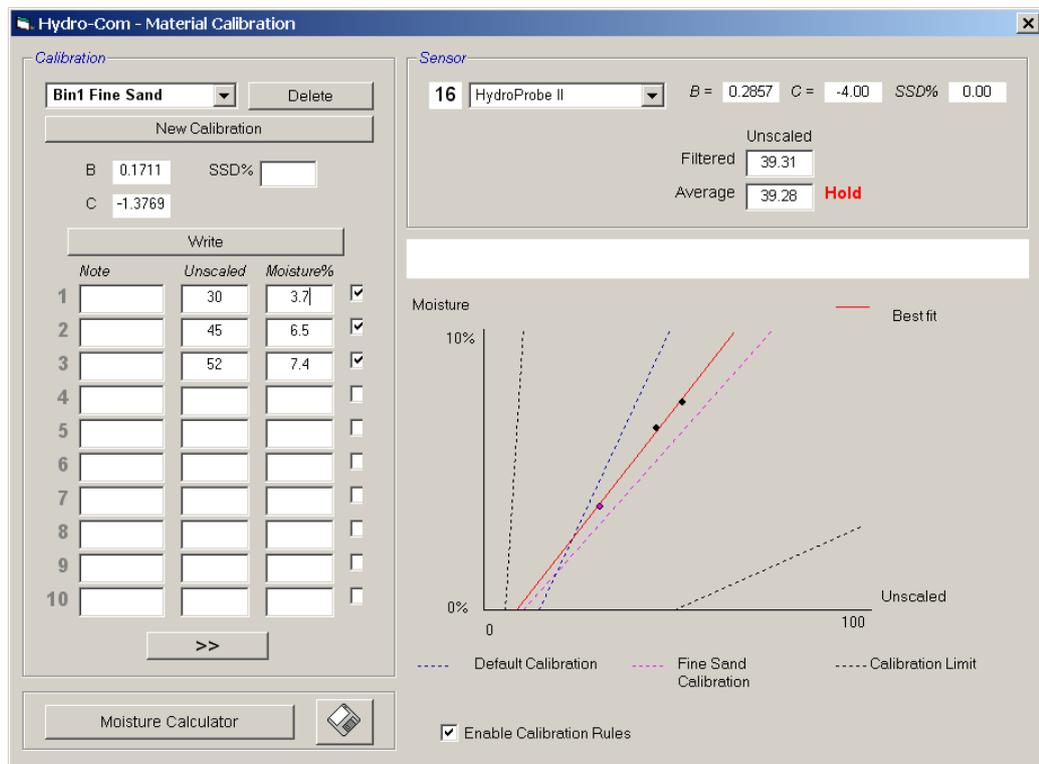 Hydro-Com - Material Calibration
Calibration
Bin1 Fine Sand
Delete
New Calibration
B 0.1711 SSD%
C -1.3769
Write
Note Unscaled Moisture%
1 30 3.7
2 45 6.5
3 52 7.4
4
5
6
7
8
9
10
>>
Moisture Calculator
Sensor
16 HydroProbe II B = 0.2857 C = -4.00 SSD% 0.00
Unscaled
Filtered 39.31
Average 39.28 Hold
Moisture
Best fit
10%
0%
0
100
Unscaled
Default Calibration
Fine Sand
Calibration
Calibration Limit
Enable Calibration Rules